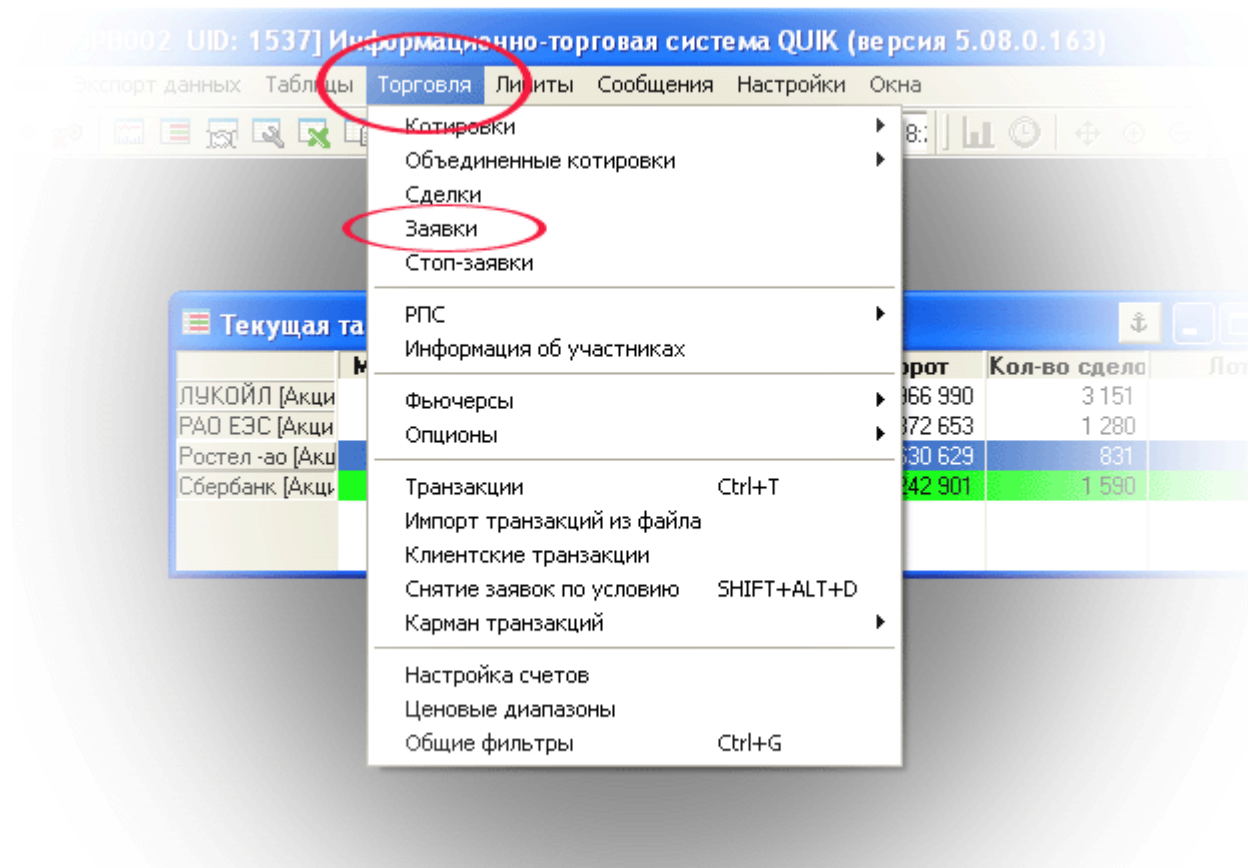 UID: 1537] Информационно-торговая система QUIK (версия 5.08.0.163)
Экспорт данных Таблицы Торговля Лимиты Сообщения Настройки Окна
Котировки
Объединенные котировки
Сделки
Заявки
Стоп-заявки
РПС
Информация об участниках
Фьючерсы
Опционы
Транзакции Ctrl+T
Импорт транзакций из файла
Клиентские транзакции
Снятие заявок по условию SHIFT+ALT+D
Карман транзакций
Настройка счетов
Ценовые диапазоны
Общие фильтры Ctrl+G
Текущая та
орот Кол-во сдело Лот
ЛУКОЙЛ [Акци 966 990 3 151
РАО ЕЭС [Акци 372 653 1 280
Ростел -ао [Акц 630 629 831
Сбербанк [Акци 242 901 1 590